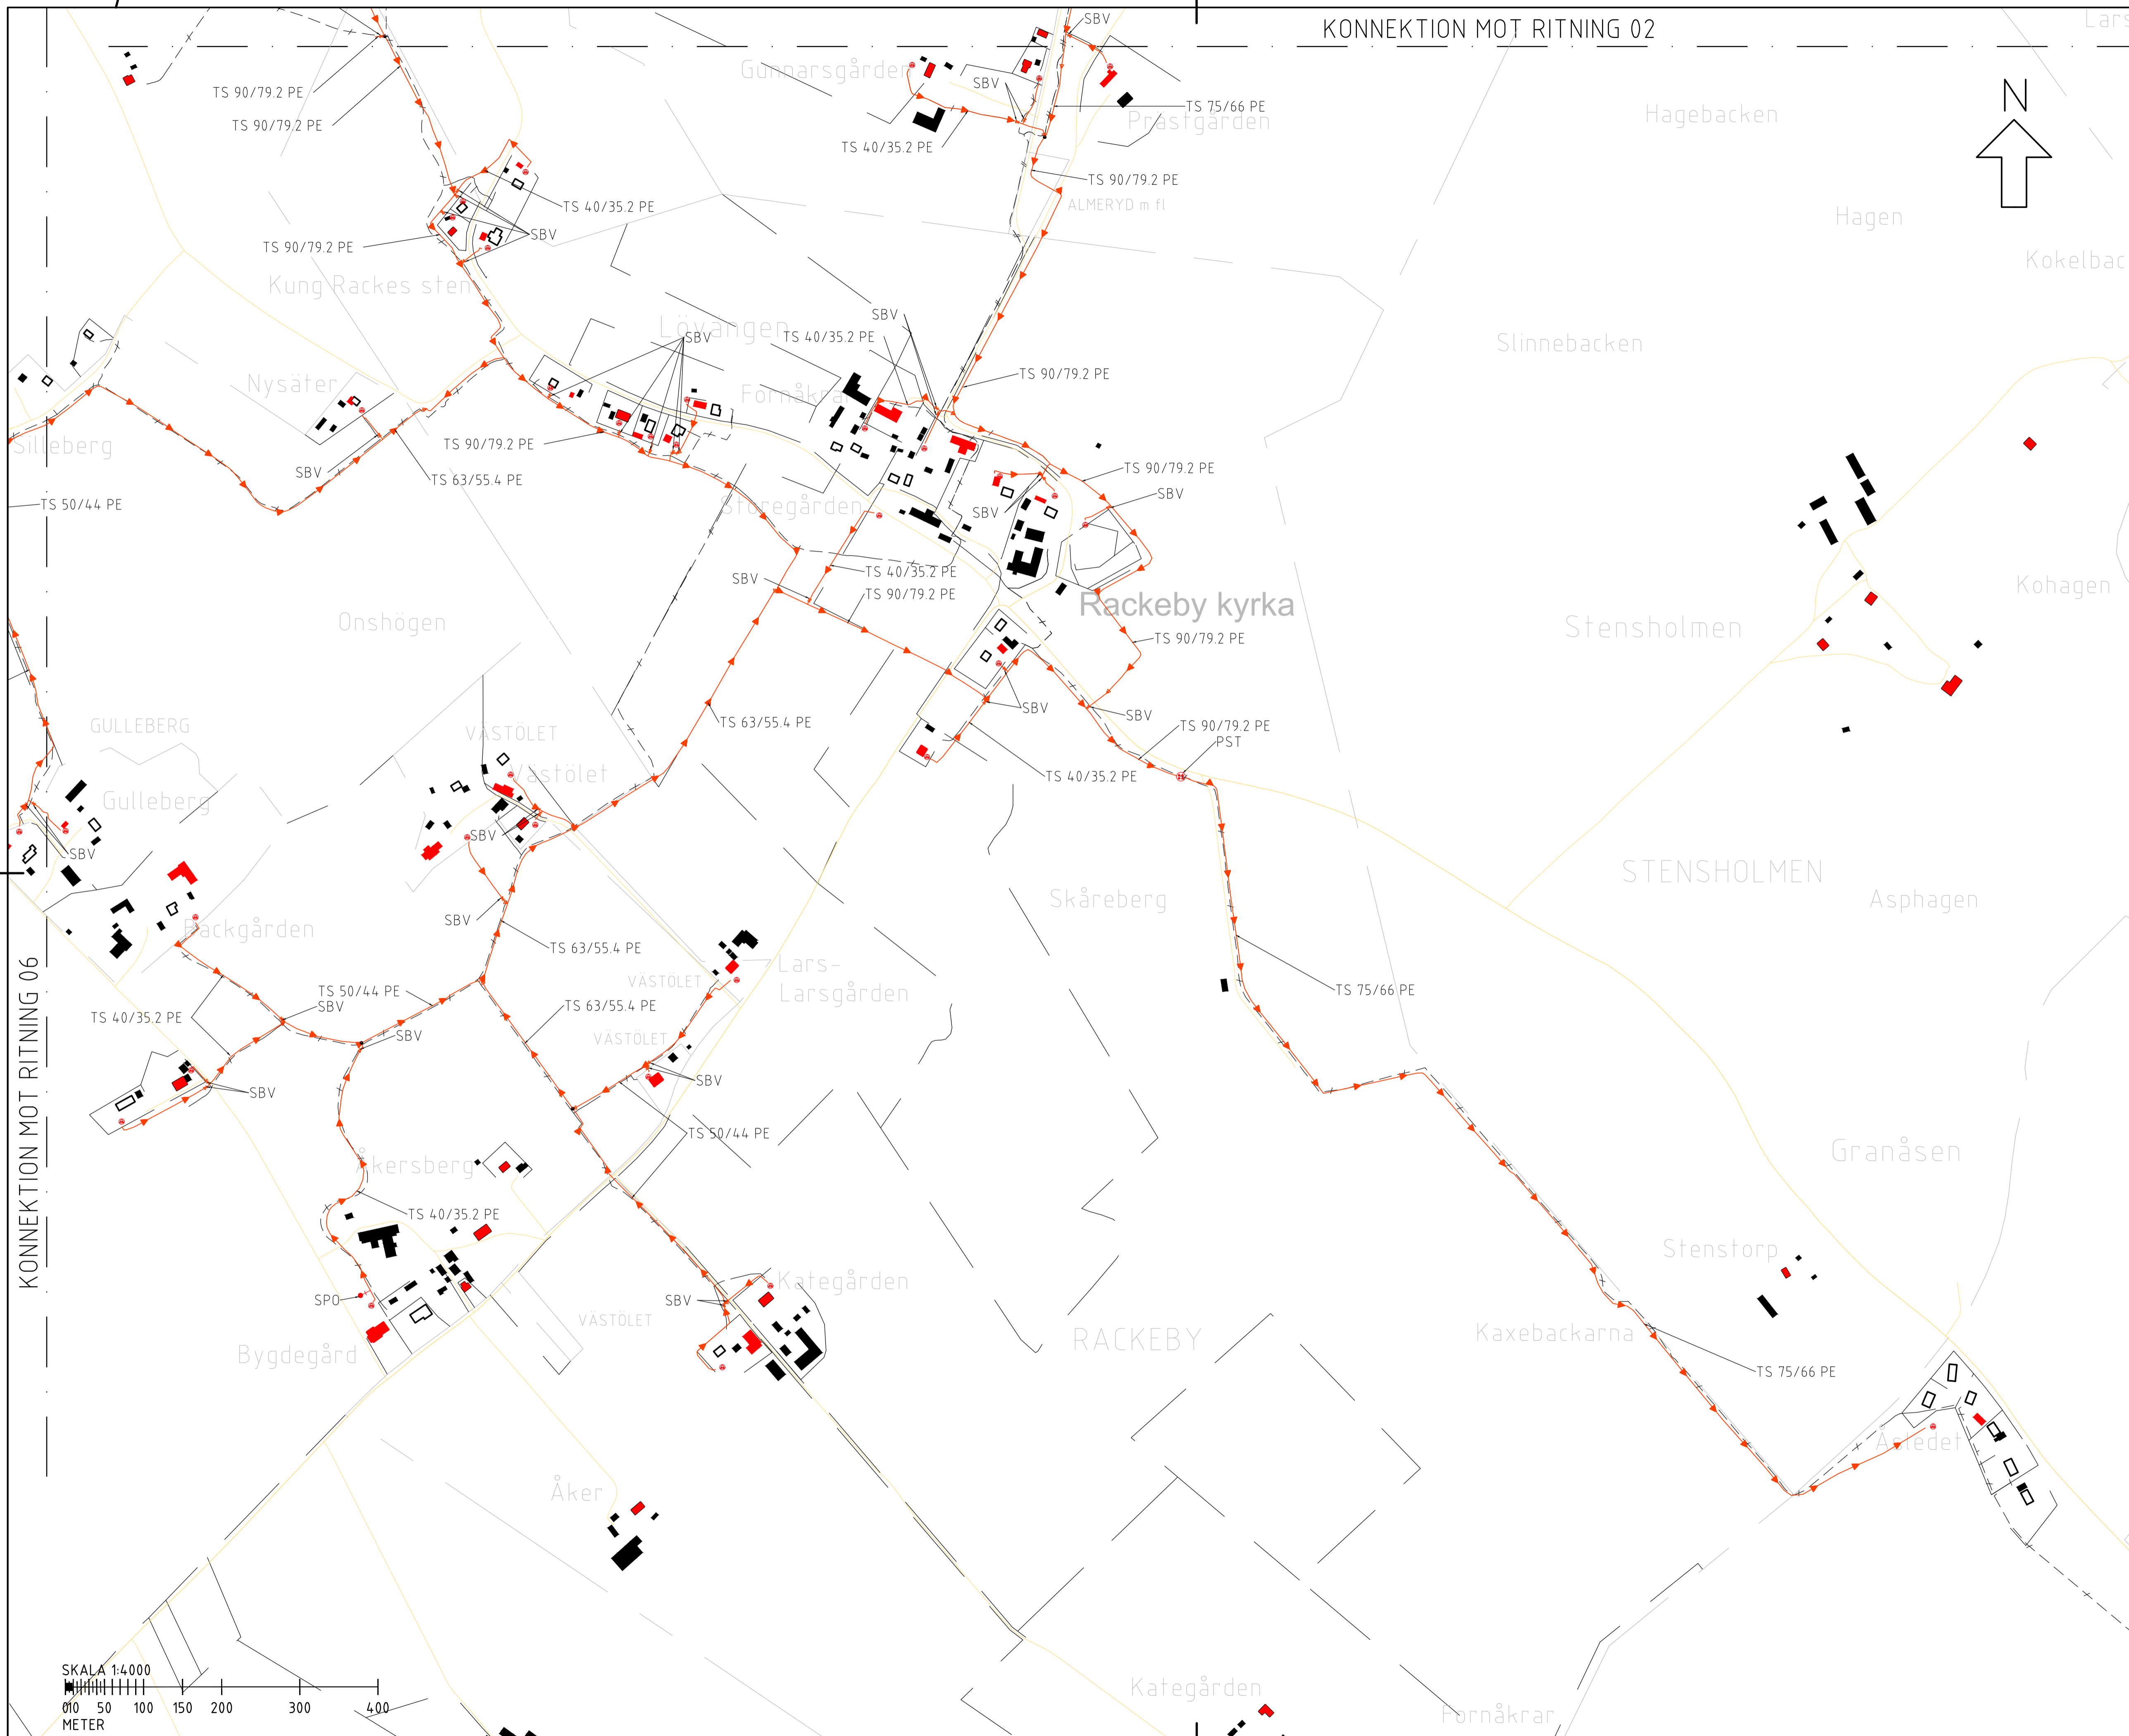 KONNEKTION MOT RITNING 02
SBV
TS 90/79.2 PE
TS 90/79.2 PE
Gunnarsgården
SBV
TS 75/66 PE
Prästgården
Hagebacken
N
TS 40/35.2 PE
TS 90/79.2 PE
ALMERYD m fl
TS 40/35.2 PE
SBV
TS 90/79.2 PE
Hagen
Kokelbac
Kung Rackes sten
SBV
Lövängen
SBV
TS 40/35.2 PE
Slinnebacken
TS 90/79.2 PE
Nysäter
Fornåkrar
Silleberg
TS 90/79.2 PE
SBV
TS 63/55.4 PE
TS 90/79.2 PE
SBV
TS 50/44 PE
Storegården
SBV
TS 40/35.2 PE
SBV
TS 90/79.2 PE
Rackeby kyrka
Kohagen
Onshögen
Stensholmen
TS 90/79.2 PE
SBV
SBV
TS 63/55.4 PE
TS 90/79.2 PE
PST
GULLEBERG
VÄSTÖLET
Västölet
TS 40/35.2 PE
Gulleberg
SBV
SBV
STENSHOLMEN
Skåreberg
Asphagen
SBV
Backgården
TS 63/55.4 PE
Lars-
Larsgården
VÄSTÖLET
TS 50/44 PE
SBV
TS 63/55.4 PE
TS 75/66 PE
TS 40/35.2 PE
SBV
VÄSTÖLET
SBV
SBV
KONNEKTION MOT RITNING 06
TS 50/44 PE
Åkersberg
Granåsen
TS 40/35.2 PE
Stenstorp
SPO
SBV
Kategården
VÄSTÖLET
RACKEBY
Kaxebackarna
Bygdegård
TS 75/66 PE
Åsledet
Åker
SKALA 1:4000
0 10 50 100 150 200 300 400
METER
Kategården
Fornåkrar